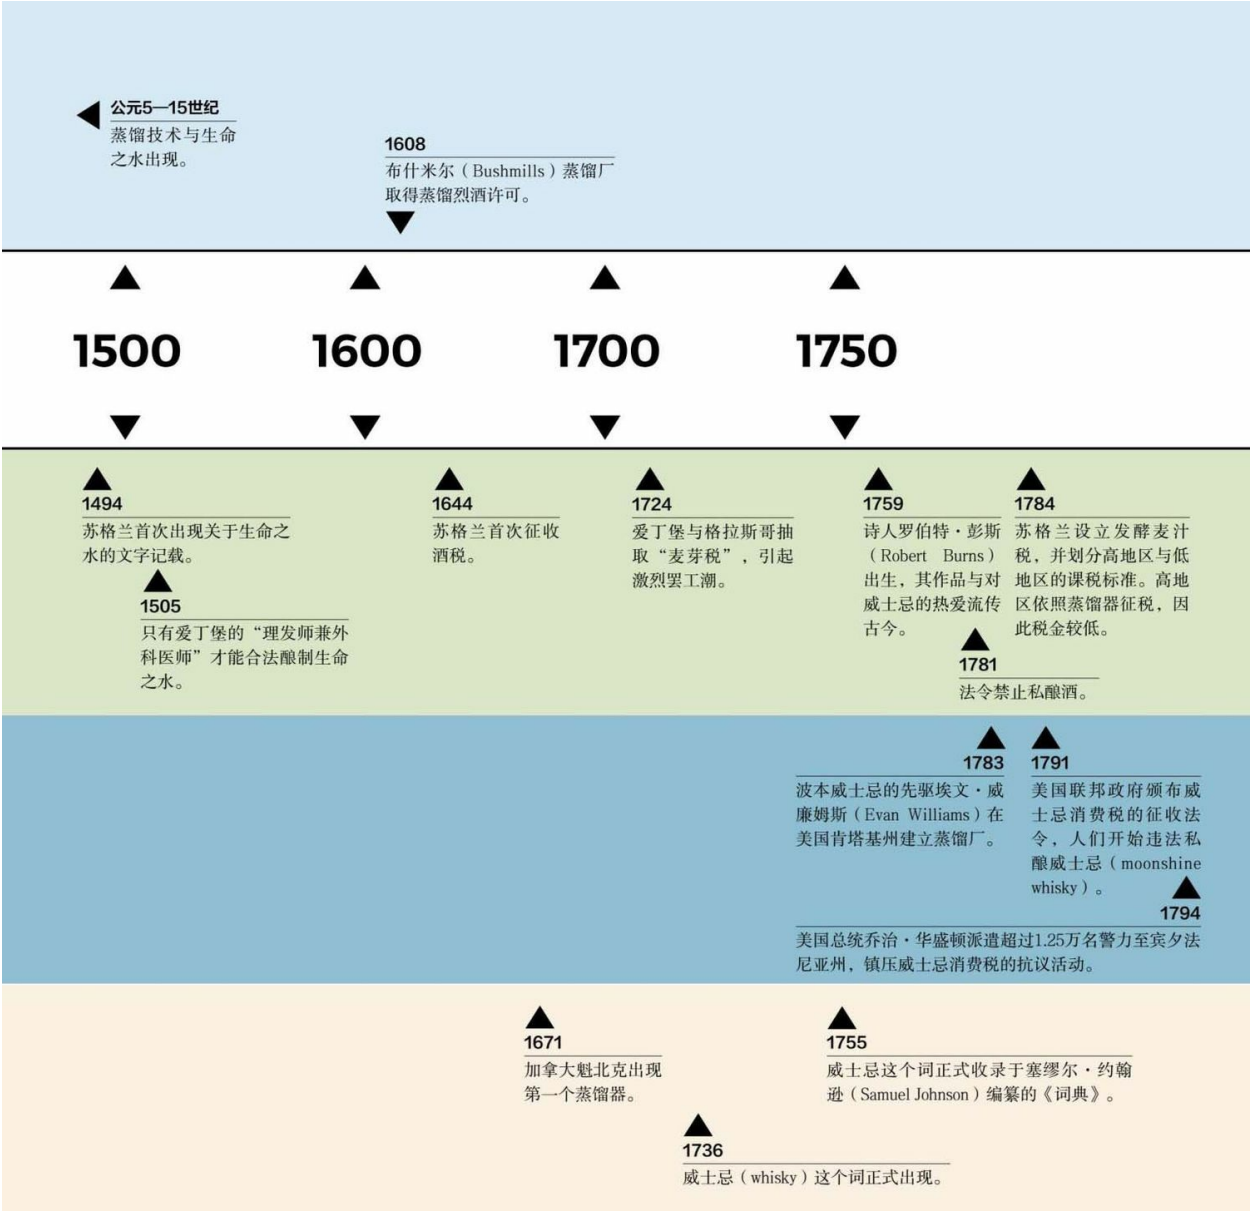 公元5—15世纪
蒸馏技术与生命
之水出现。
1608
布什米尔（Bushmills）蒸馏厂
取得蒸馏烈酒许可。
1500
1600
1700
1750
1494
苏格兰首次出现关于生命之
水的文字记载。
1505
只有爱丁堡的“理发师兼外
科医师”才能合法酿制生命
之水。
1644
苏格兰首次征收
酒税。
1724
爱丁堡与格拉斯哥抽
取“麦芽税”，引起
激烈罢工潮。
1759
诗人罗伯特·彭斯
（Robert Burns）
出生，其作品与对
威士忌的热爱流传
古今。
1784
苏格兰设立发酵麦汁
税，并划分高地区与低
地区的课税标准。高地
区依照蒸馏器征税，因
此税金较低。
1781
法令禁止私酿酒。
1783
波本威士忌的先驱埃文·威
廉姆斯（Evan Williams）在
美国肯塔基州建立蒸馏厂。
1791
美国联邦政府颁布威
士忌消费税的征收法
令，人们开始违法私
酿威士忌（moonshine
whisky）。
1794
美国总统乔治·华盛顿派遣超过1.25万名警力至宾夕法
尼亚州，镇压威士忌消费税的抗议活动。
1671
加拿大魁北克出现
第一个蒸馏器。
1755
威士忌这个词正式收录于塞缪尔·约翰
逊（Samuel Johnson）编纂的《词典》。
1736
威士忌（whisky）这个词正式出现。